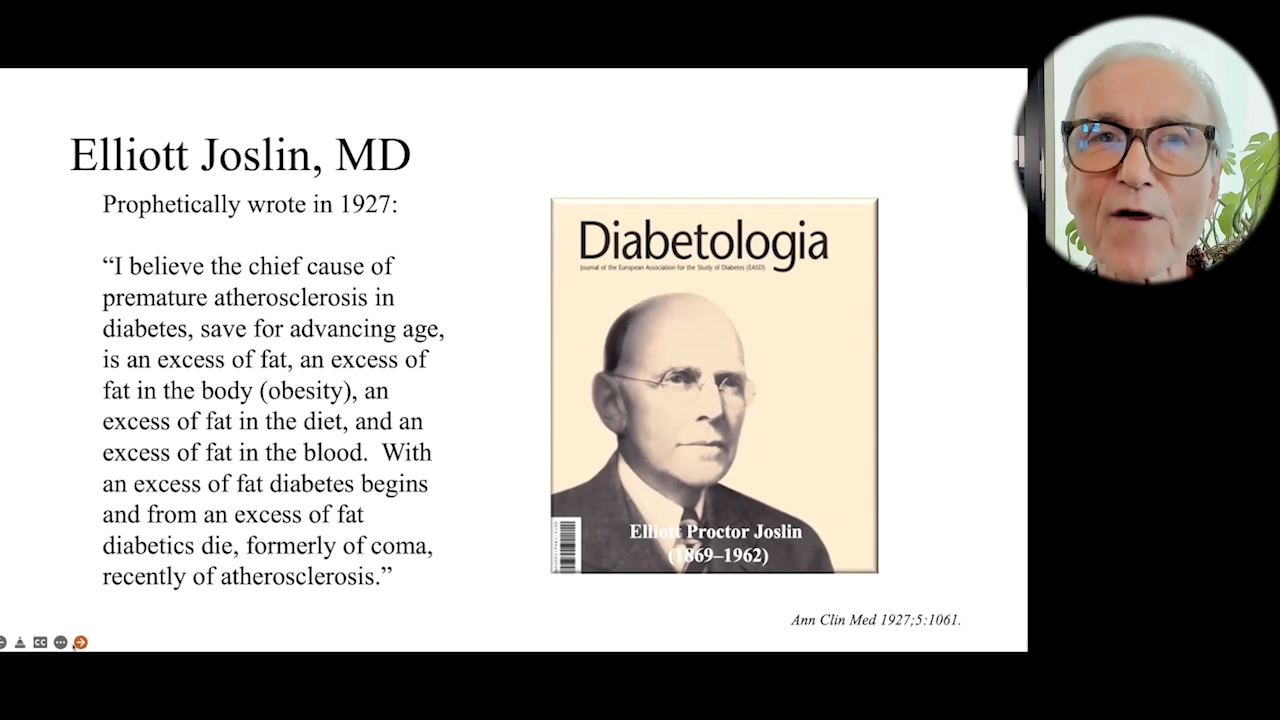 Elliott Joslin, MD
Prophetically wrote in 1927:
“I believe the chief cause of
premature atherosclerosis in
diabetes, save for advancing age,
is an excess of fat, an excess of
fat in the body (obesity), an
excess of fat in the diet, and an
excess of fat in the blood.  With
an excess of fat diabetes begins
and from an excess of fat
diabetics die, formerly of coma,
recently of atherosclerosis.”
Diabetologia
Journal of the European Association for the Study of Diabetes (EASD)
Elliott Proctor Joslin
(1869–1962)
Ann Clin Med 1927;5:1061.
CC